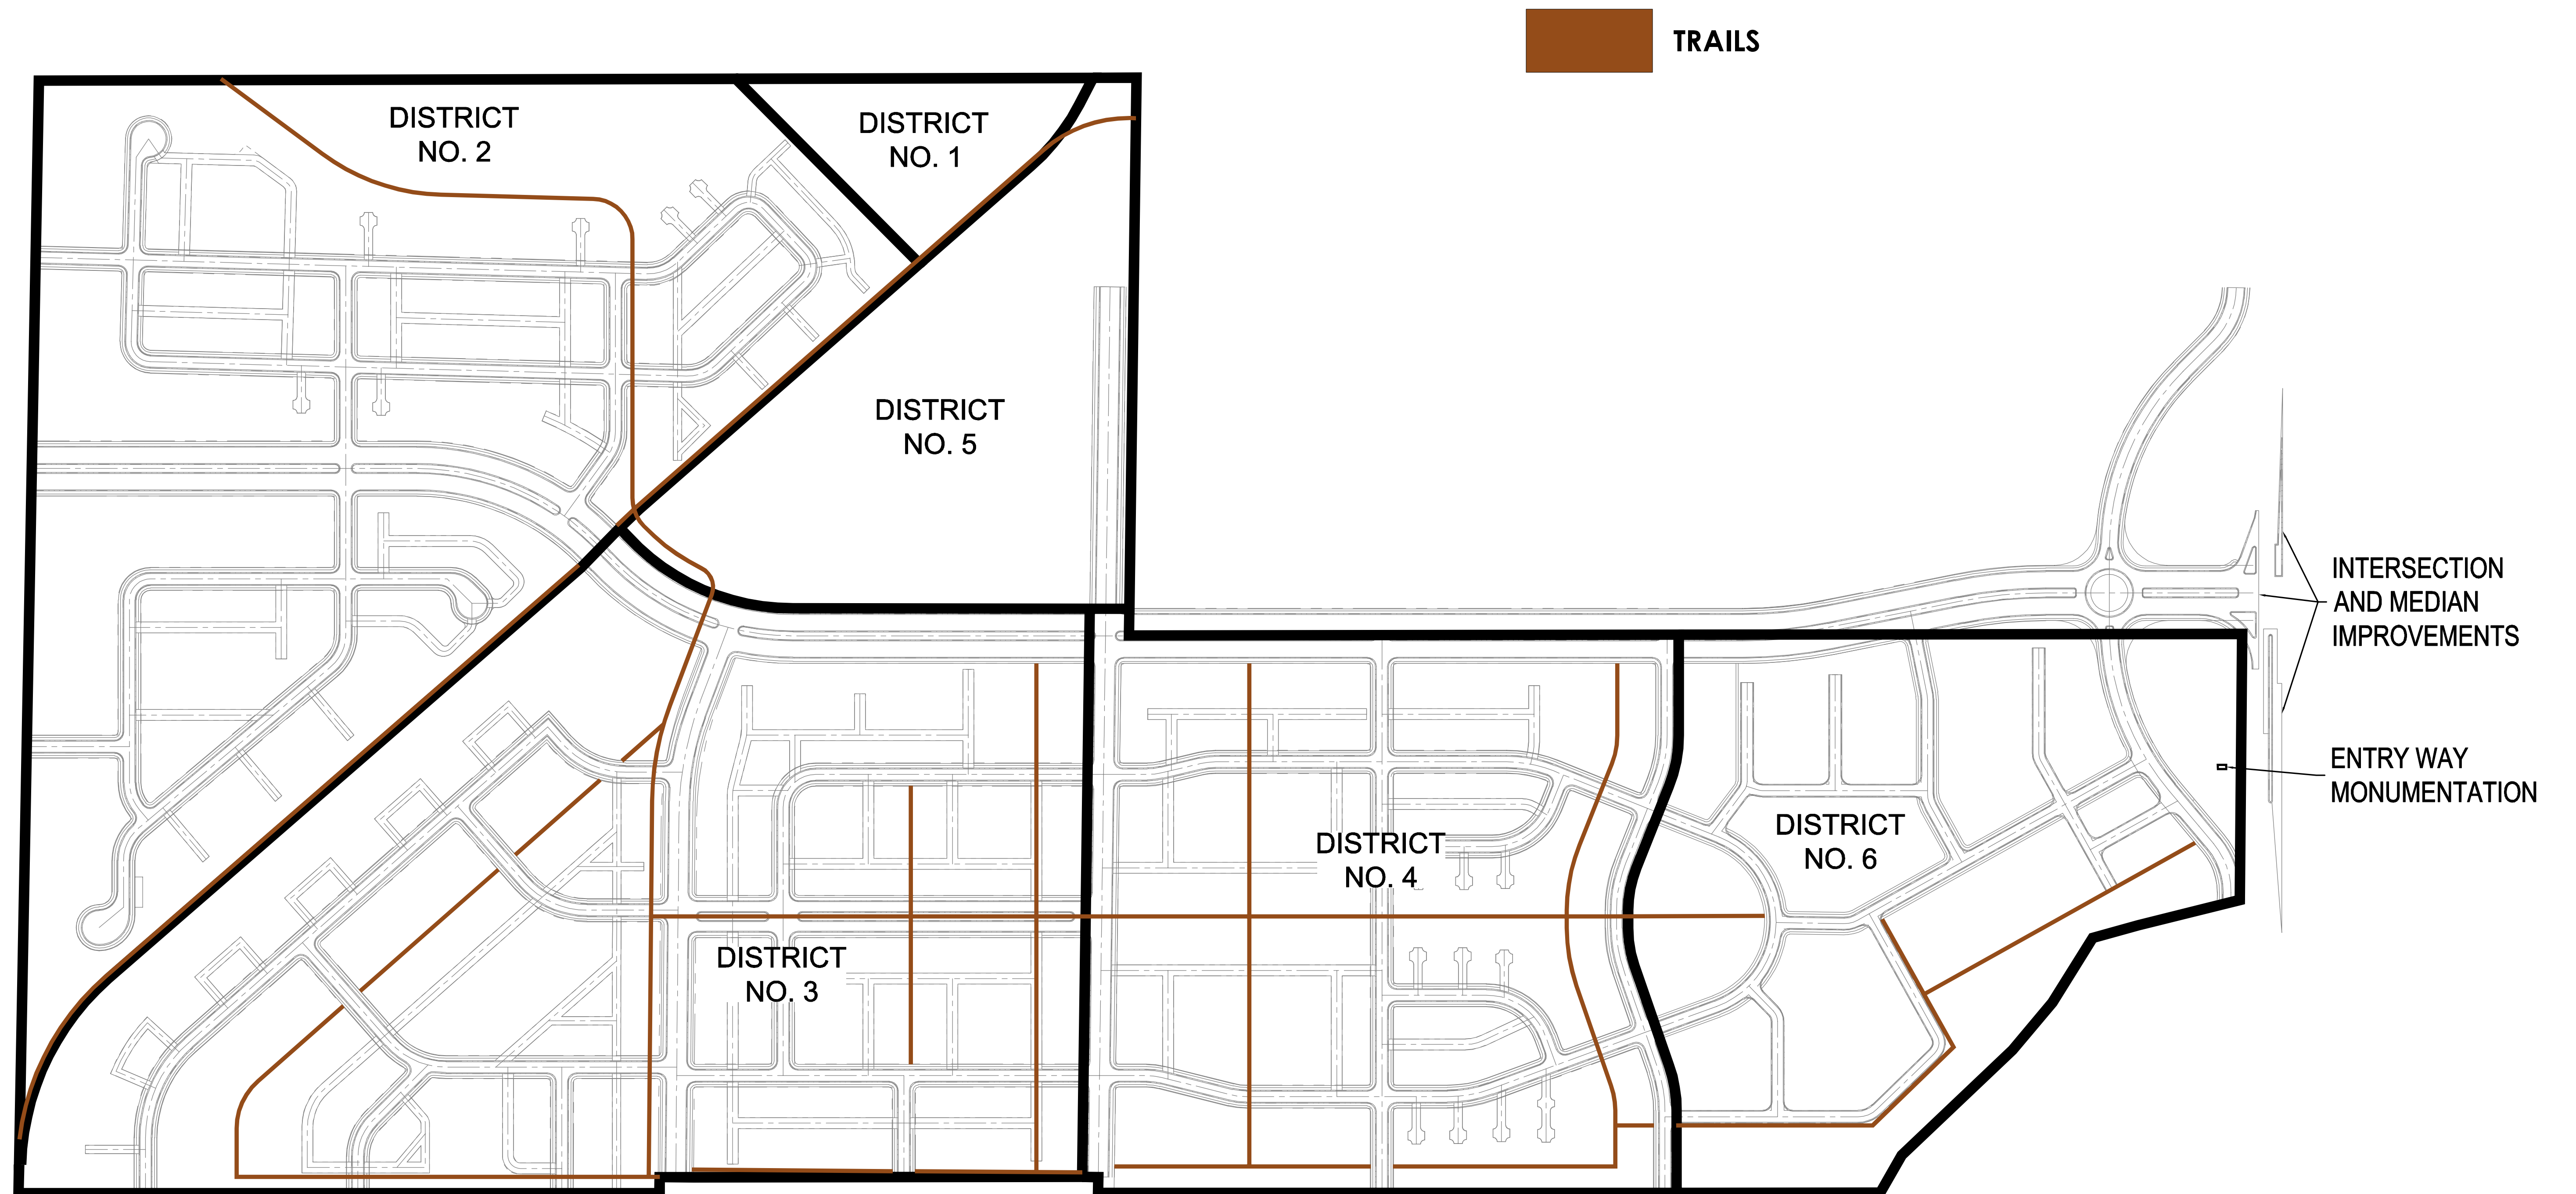 TRAILS
DISTRICT
NO. 2
DISTRICT
NO. 1
DISTRICT
NO. 5
INTERSECTION
AND MEDIAN
IMPROVEMENTS
ENTRY WAY
MONUMENTATION
DISTRICT
NO. 6
DISTRICT
NO. 4
DISTRICT
NO. 3